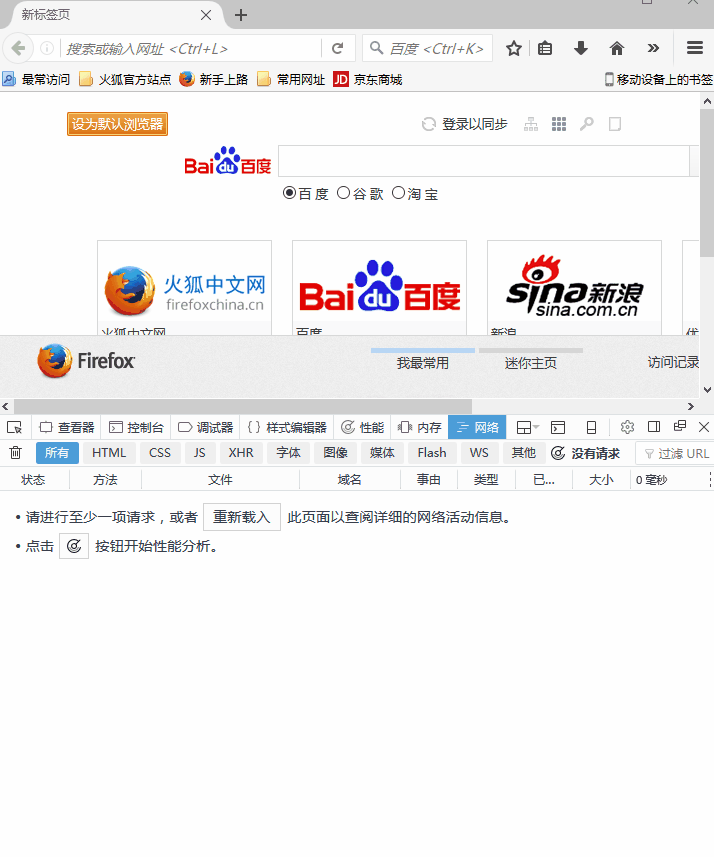 新标签页
搜索或输入网址 <Ctrl+L>
百度 <Ctrl+K>
最常访问 火狐官方站点 新手上路 常用网址 JD 京东商城 移动设备上的书签
设为默认浏览器 登录以同步
Bai du 百度
百度 谷歌 淘宝
火狐中文网
firefoxchina.cn
Bai du 百度
sina新浪
sina.com.cn
火狐中文网 百度 新浪
Firefox 我最常用 迷你主页 访问记录
查看器 控制台 调试器 样式编辑器 性能 内存 网络
所有 HTML CSS JS XHR 字体 图像 媒体 Flash WS 其他 没有请求 过滤 URL
状态 方法 文件 域名 事由 类型 已... 大小 0 毫秒
• 请进行至少一项请求，或者 重新载入 此页面以查阅详细的网络活动信息。
• 点击 按钮开始性能分析。